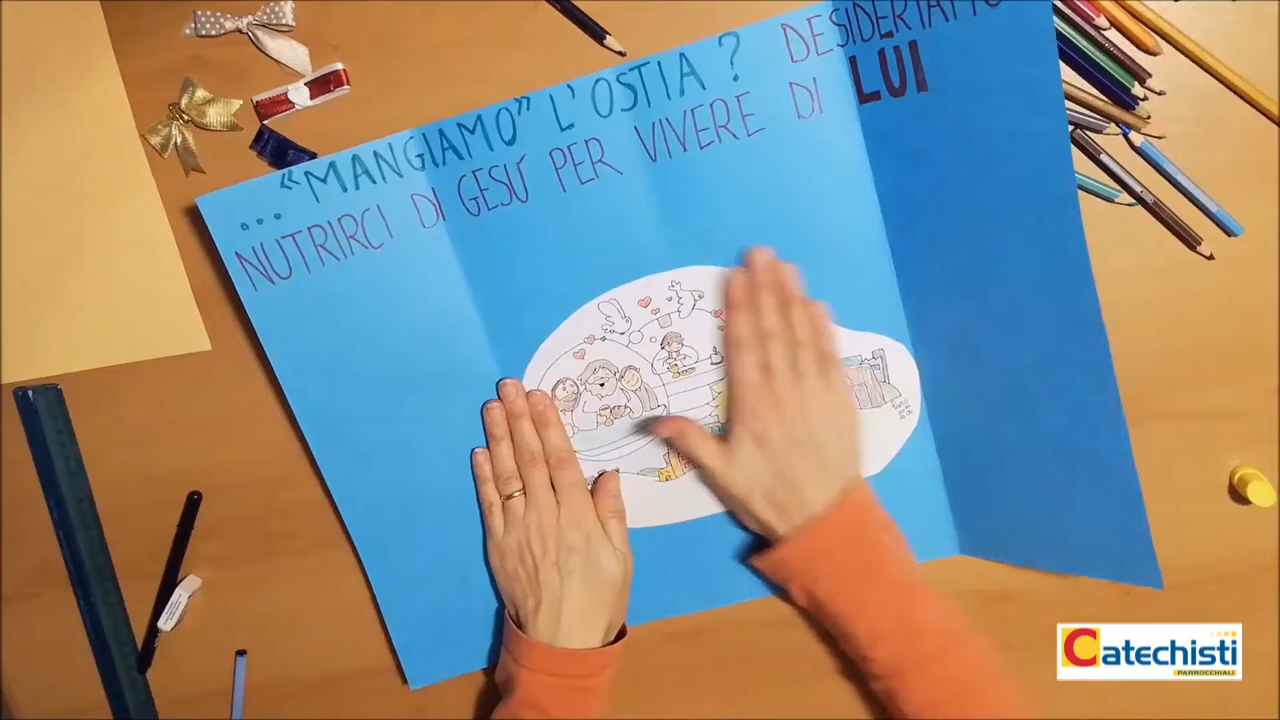 ... "MANGIAMO" L'OSTIA? DESIDERIAMO
NUTRIRCI DI GESÚ PER VIVERE DI LUI
Catechisti
PARROCCHIALI